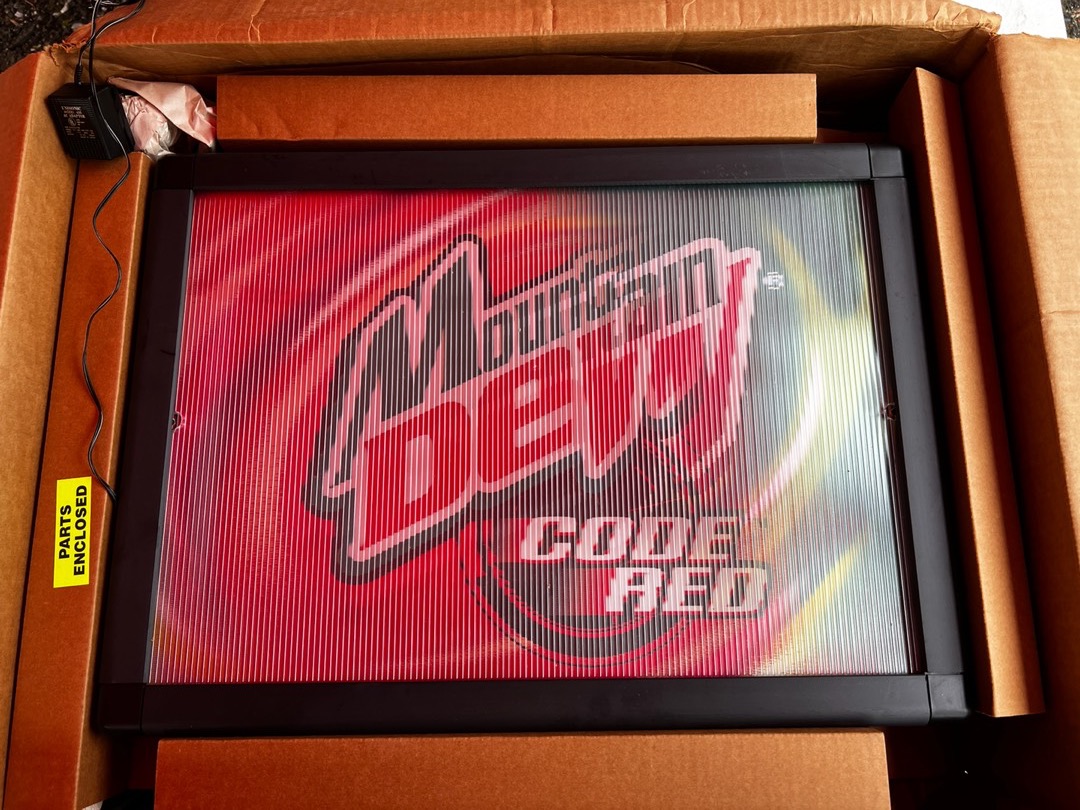 Mountain
Dew
CODE
RED
PARTS
ENCLOSED